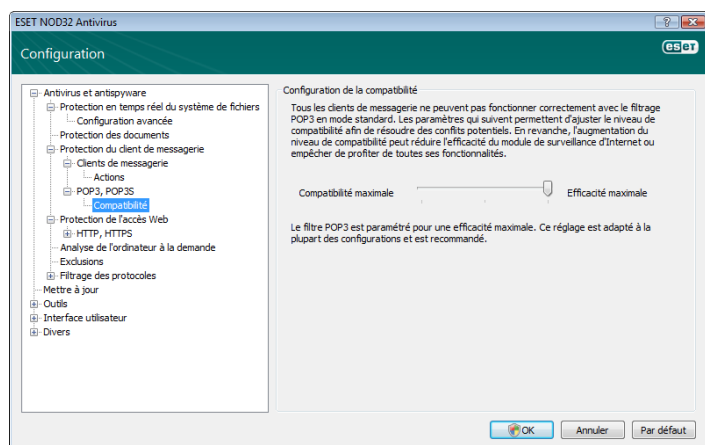 ESET NOD32 Antivirus
Configuration
eset
Antivirus et antispyware
Protection en temps réel du système de fichiers
Configuration avancée
Protection des documents
Protection du client de messagerie
Clients de messagerie
Actions
POP3, POP3S
Compatibilité
Protection de l'accès Web
HTTP, HTTPS
Analyse de l'ordinateur à la demande
Exclusions
Filtrage des protocoles
Mettre à jour
Outils
Interface utilisateur
Divers
Configuration de la compatibilité
Tous les clients de messagerie ne peuvent pas fonctionner correctement avec le filtrage
POP3 en mode standard. Les paramètres qui suivent permettent d'ajuster le niveau de
compatibilité afin de résoudre des conflits potentiels. En revanche, l'augmentation du
niveau de compatibilité peut réduire l'efficacité du module de surveillance d'Internet ou
empêcher de profiter de toutes ses fonctionnalités.
Compatibilité maximale Efficacité maximale
Le filtre POP3 est paramétré pour une efficacité maximale. Ce réglage est adapté à la
plupart des configurations et est recommandé.
OK Annuler Par défaut